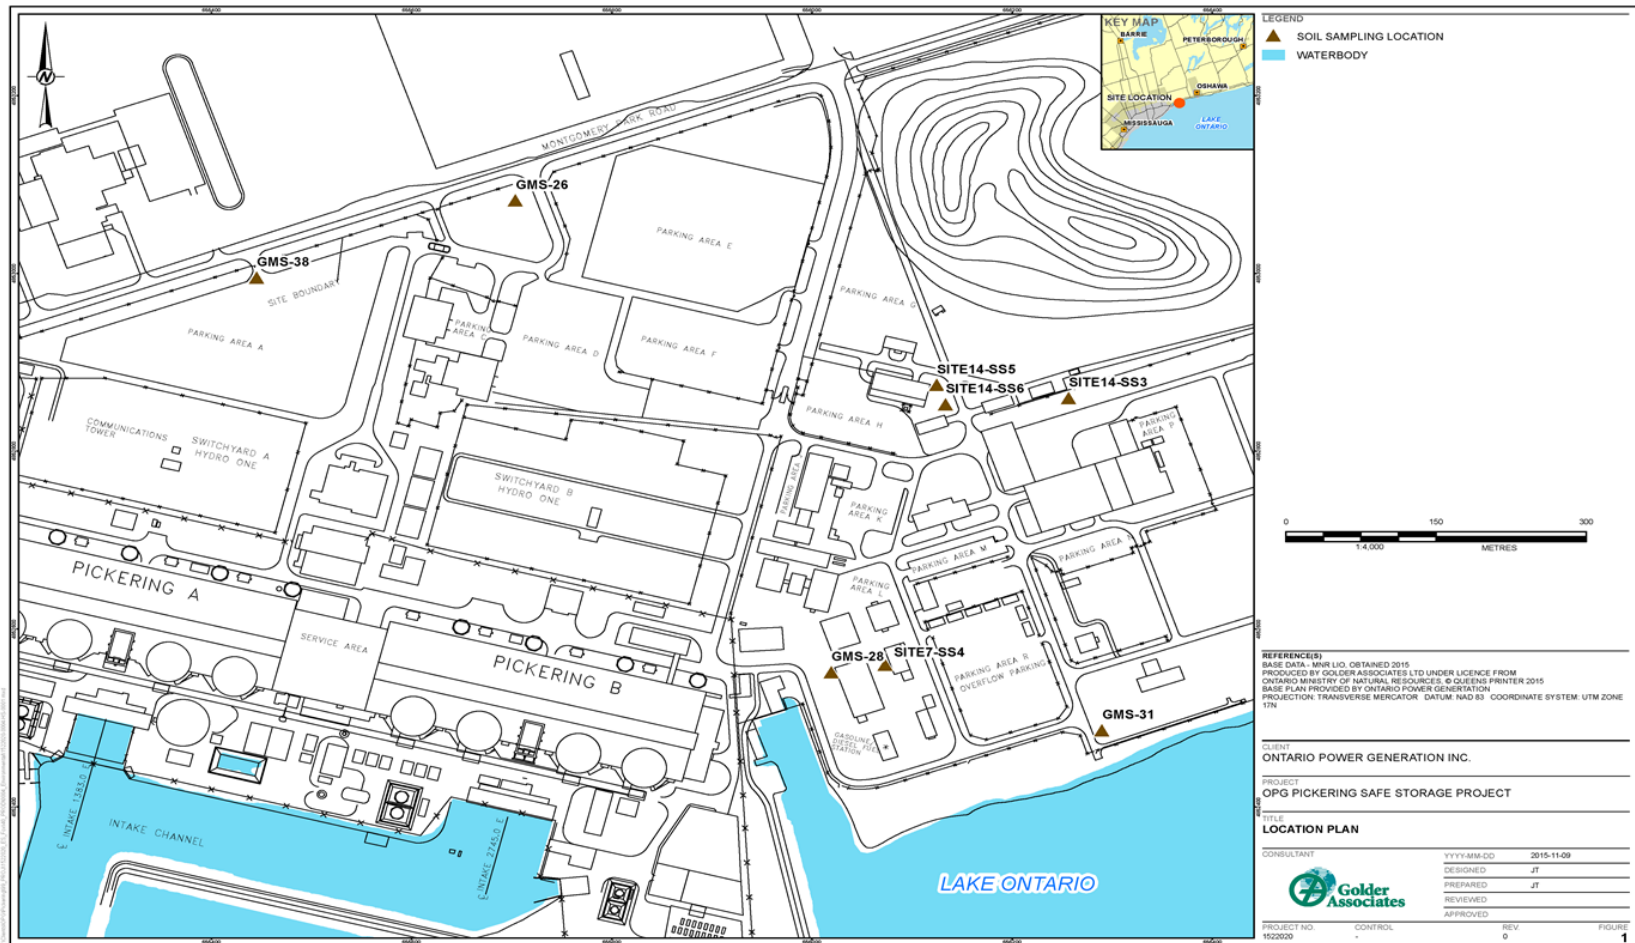 KEY MAP
BARRIE
PETERBOROUGH
OSHAWA
SITE LOCATION
MISSISSAUGA
LAKE
ONTARIO
N
MONTGOMERY PARK ROAD
GMS-26
PARKING AREA E
GMS-38
SITE BOUNDARY
PARKING AREA A
PARKING
AREA C
PARKING AREA D
PARKING AREA F
PARKING AREA G
SITE14-SS5
SITE14-SS6
SITE14-SS3
PARKING AREA H
PARKING
AREA P
COMMUNICATIONS
TOWER
SWITCHYARD A
HYDRO ONE
SWITCHYARD B
HYDRO ONE
PARKING AREA
PARKING
AREA K
PARKING AREA M
PARKING AREA N
PARKING
AREA L
PICKERING A
SERVICE AREA
PICKERING B
GMS-28
SITE7-SS4
PARKING AREA R
OVERFLOW PARKING
GMS-31
GASOLINE,
DIESEL FUEL
STATION
INTAKE 1383.0 E
INTAKE CHANNEL
INTAKE 2745.0 E
LAKE ONTARIO
LEGEND
SOIL SAMPLING LOCATION
WATERBODY
0 150 300
1:4,000 METRES
REFERENCE(S)
BASE DATA - MNR LIO, OBTAINED 2015
PRODUCED BY GOLDER ASSOCIATES LTD UNDER LICENCE FROM
ONTARIO MINISTRY OF NATURAL RESOURCES, © QUEENS PRINTER 2015
BASE PLAN PROVIDED BY ONTARIO POWER GENERTATION
PROJECTION: TRANSVERSE MERCATOR DATUM: NAD 83 COORDINATE SYSTEM: UTM ZONE
17N
CLIENT
ONTARIO POWER GENERATION INC.
PROJECT
OPG PICKERING SAFE STORAGE PROJECT
TITLE
LOCATION PLAN
CONSULTANT
Golder
Associates
YYYY-MM-DD 2015-11-09
DESIGNED JT
PREPARED JT
REVIEWED
APPROVED
PROJECT NO. CONTROL REV. FIGURE
1522020 - 0 1